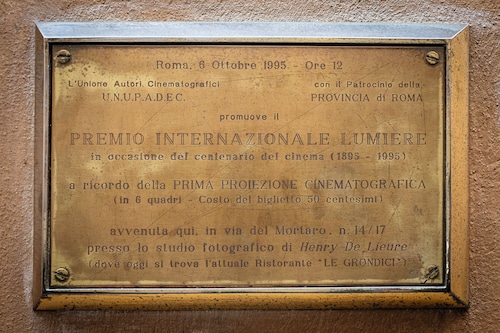 Roma, 6 Ottobre 1995 - Ore 12
L'Unione Autori Cinematografici con il Patrocinio della
U.N.U.P.A.D.E.C. PROVINCIA di ROMA
promuove il
PREMIO INTERNAZIONALE LUMIERE
in occasione del centenario del cinema (1895 - 1995)
a ricordo della PRIMA PROIEZIONE CINEMATOGRAFICA
(in 6 quadri - Costo del biglietto 50 centesimi)
avvenuta qui, in via del Mortaro, n. 14/17
presso lo studio fotografico di Henry De Lieure
(dove oggi si trova l'attuale Ristorante "LE GRONDICI")